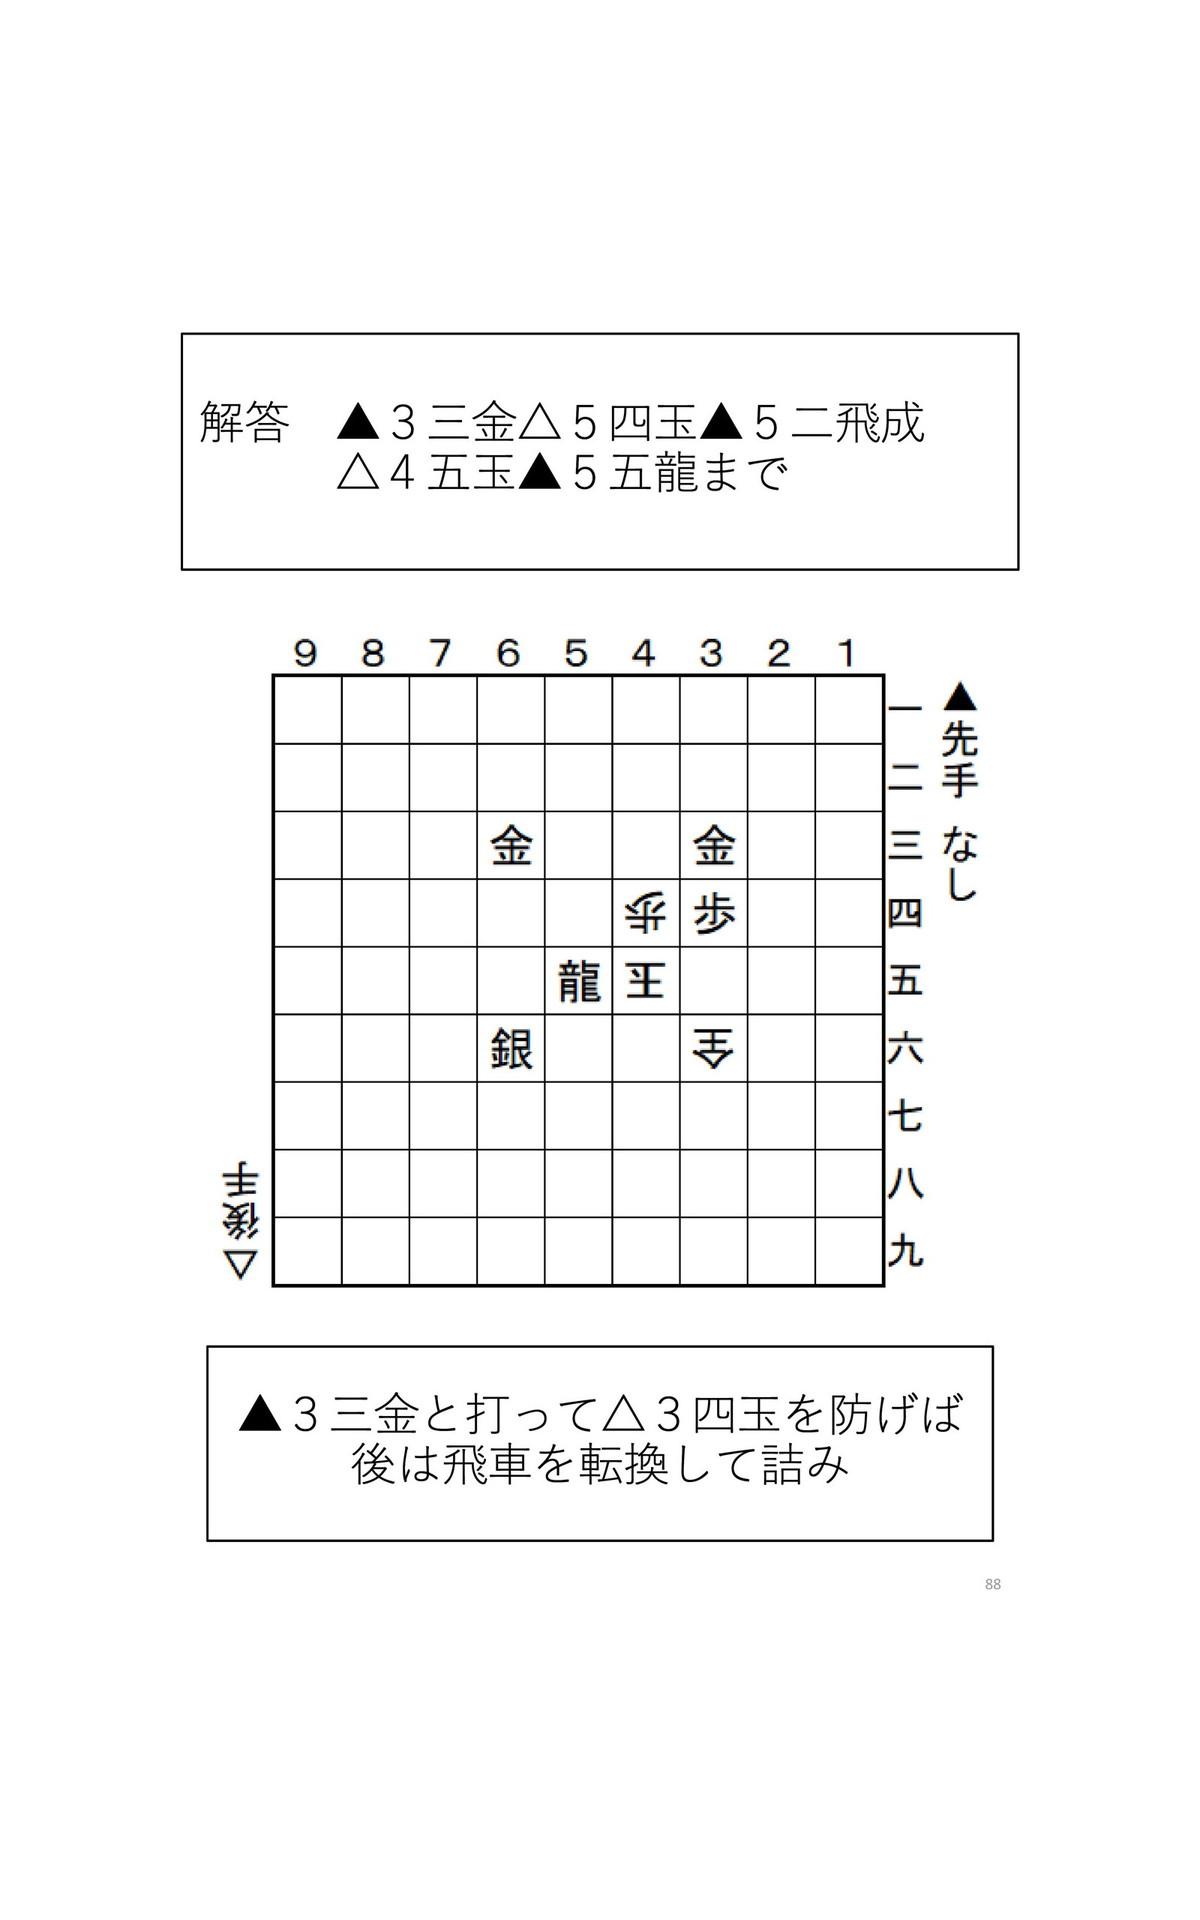 解答　▲３三金△５四玉▲５二飛成
△４五玉▲５五龍まで
9 8 7 6 5 4 3 2 1
一
二
金 金 三
歩 歩 四
龍 王 五
銀 金 六
七
八
九
▲先手 なし
△後手
▲３三金と打って△３四玉を防げば
後は飛車を転換して詰み
88